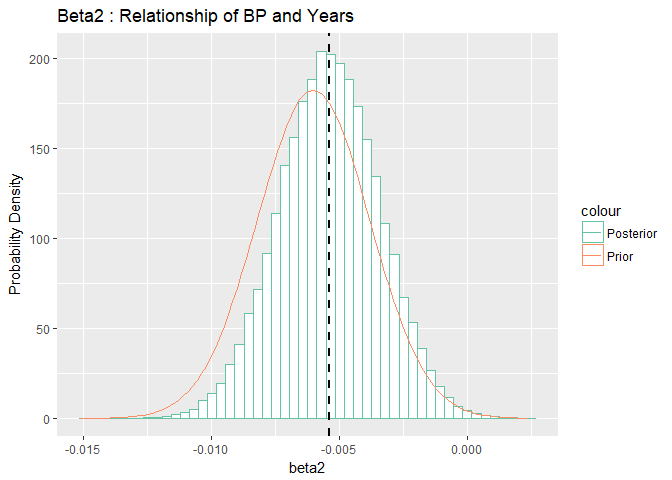 Beta2 : Relationship of BP and Years
Probability Density
200
150
100
50
0
-0.015
-0.010
-0.005
0.000
beta2
colour
Posterior
Prior